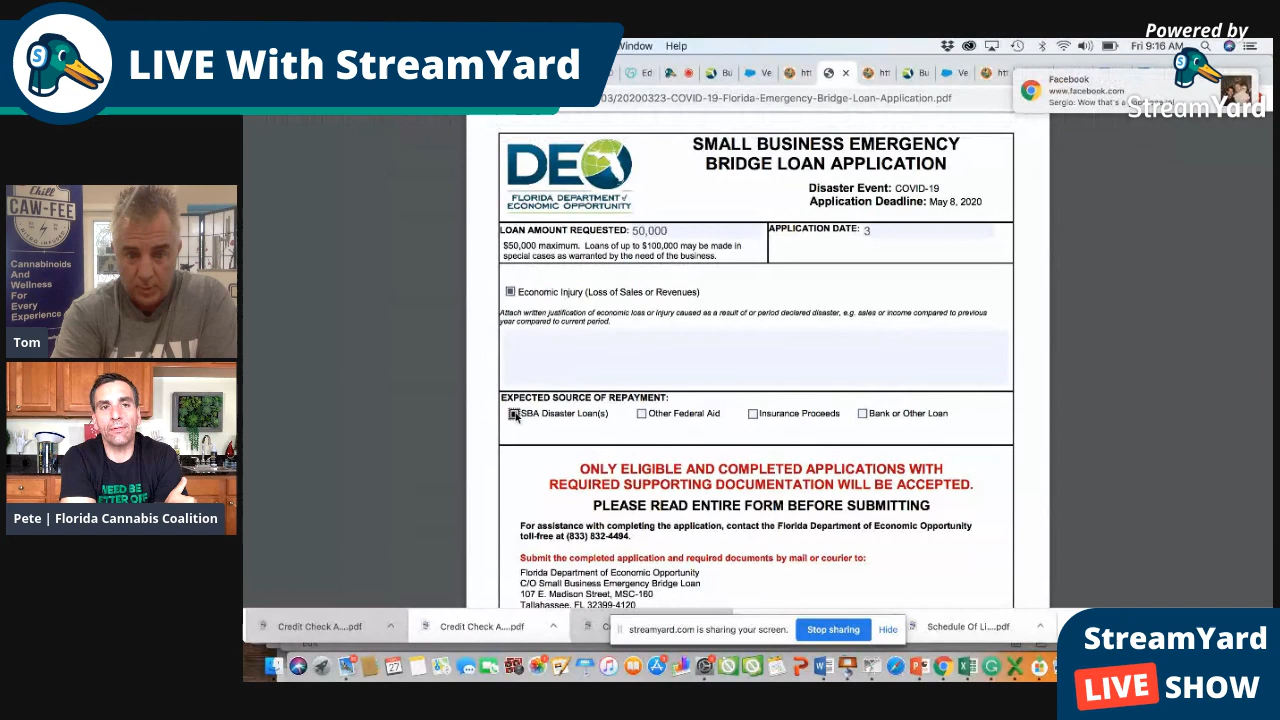 LIVE With StreamYard
Powered by
StreamYard
indow Help
Fri 9:16 AM
Facebook
www.facebook.com
Sergio: Wow that's a
03/20200323-COVID-19-Florida-Emergency-Bridge-Loan-Application.pdf
DEO
FLORIDA DEPARTMENT of
ECONOMIC OPPORTUNITY
SMALL BUSINESS EMERGENCY
BRIDGE LOAN APPLICATION
Disaster Event: COVID-19
Application Deadline: May 8, 2020
LOAN AMOUNT REQUESTED: 50,000
$50,000 maximum. Loans of up to $100,000 may be made in
special cases as warranted by the need of the business.
APPLICATION DATE: 3
Economic Injury (Loss of Sales or Revenues)
Attach written justification of economic loss or injury caused as a result of or period declared disaster, e.g. sales or income compared to previous
year compared to current period.
EXPECTED SOURCE OF REPAYMENT:
SBA Disaster Loan(s) Other Federal Aid Insurance Proceeds Bank or Other Loan
ONLY ELIGIBLE AND COMPLETED APPLICATIONS WITH
REQUIRED SUPPORTING DOCUMENTATION WILL BE ACCEPTED.
PLEASE READ ENTIRE FORM BEFORE SUBMITTING
For assistance with completing the application, contact the Florida Department of Economic Opportunity
toll-free at (833) 832-4494.
Submit the completed application and required documents by mail or courier to:
Florida Department of Economic Opportunity
C/O Small Business Emergency Bridge Loan
107 E. Madison Street, MSC-160
Tallahassee, FL 32399-4120
Chill
CAW-FEE
Cannabinoids
And
Wellness
For
Every
Experience
Tom
Pete | Florida Cannabis Coalition
Credit Check A....pdf
Credit Check A....pdf
streamyard.com is sharing your screen.
Stop sharing
Hide
Schedule Of Li....pdf
StreamYard
LIVE SHOW